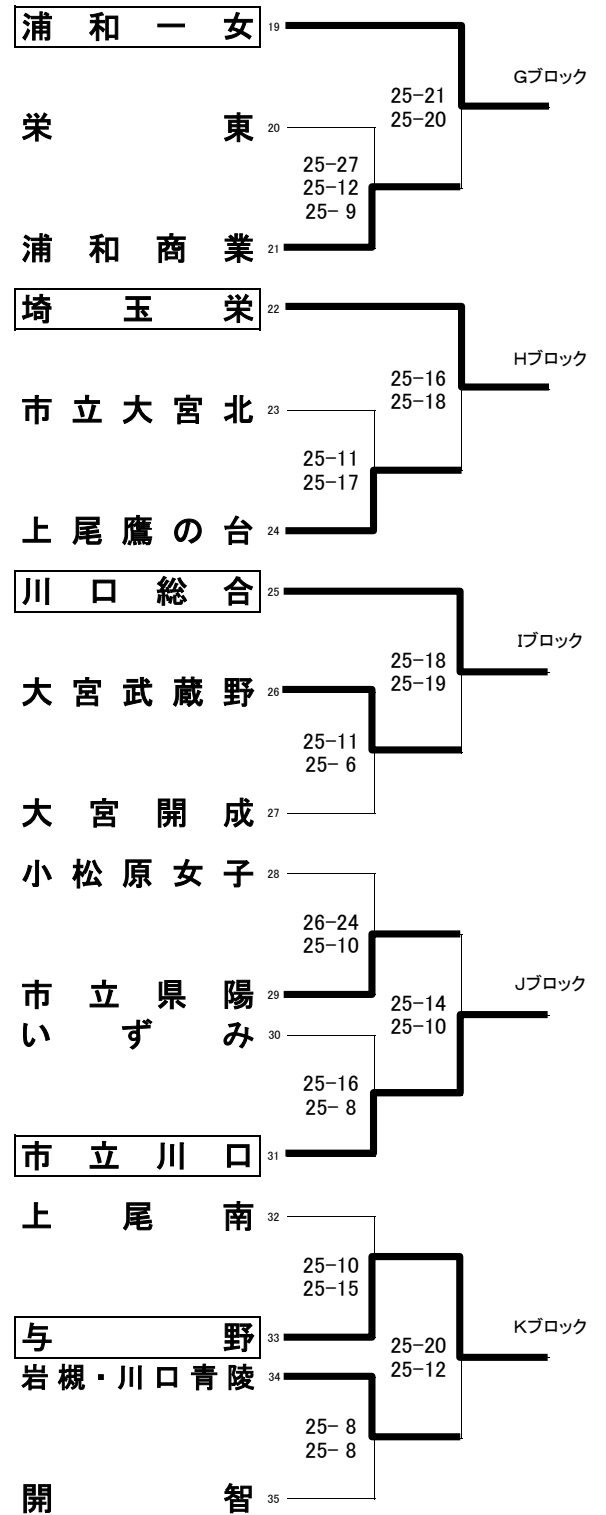 浦和一女 19
Gブロック
25-21
25-20
栄東 20
25-27
25-12
25- 9
浦和商業 21
埼玉栄 22
Hブロック
25-16
25-18
市立大宮北 23
25-11
25-17
上尾鷹の台 24
川口総合 25
Iブロック
25-18
25-19
大宮武蔵野 26
25-11
25- 6
大宮開成 27
小松原女子 28
26-24
25-10
市立県陽 29
Jブロック
25-14
25-10
いずみ 30
25-16
25- 8
市立川口 31
上尾南 32
25-10
25-15
与野 33
Kブロック
25-20
25-12
岩槻・川口青陵 34
25- 8
25- 8
開智 35